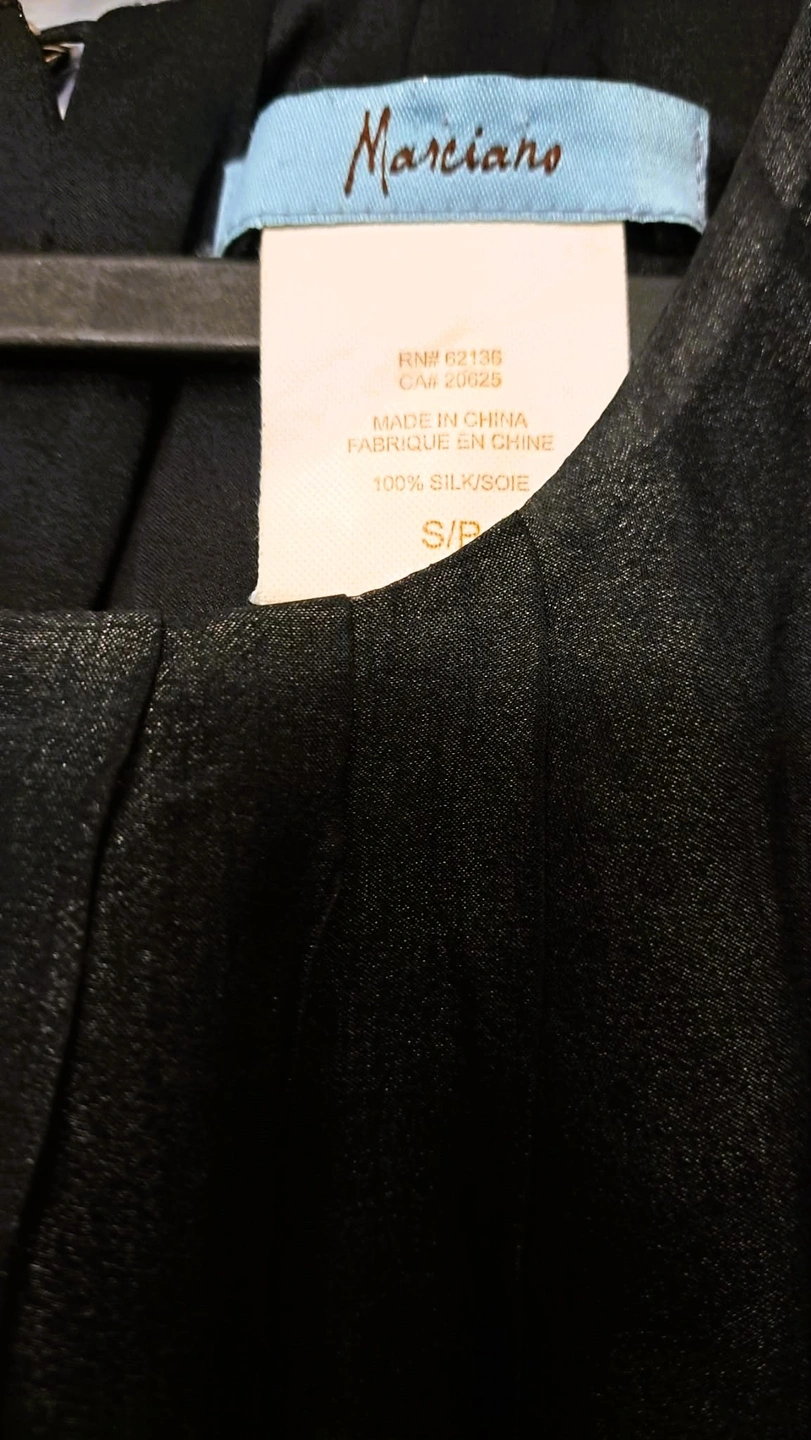 Marciano
RN# 62136
CA# 20625
MADE IN CHINA
FABRIQUE EN CHINE
100% SILK/SOIE
S/P